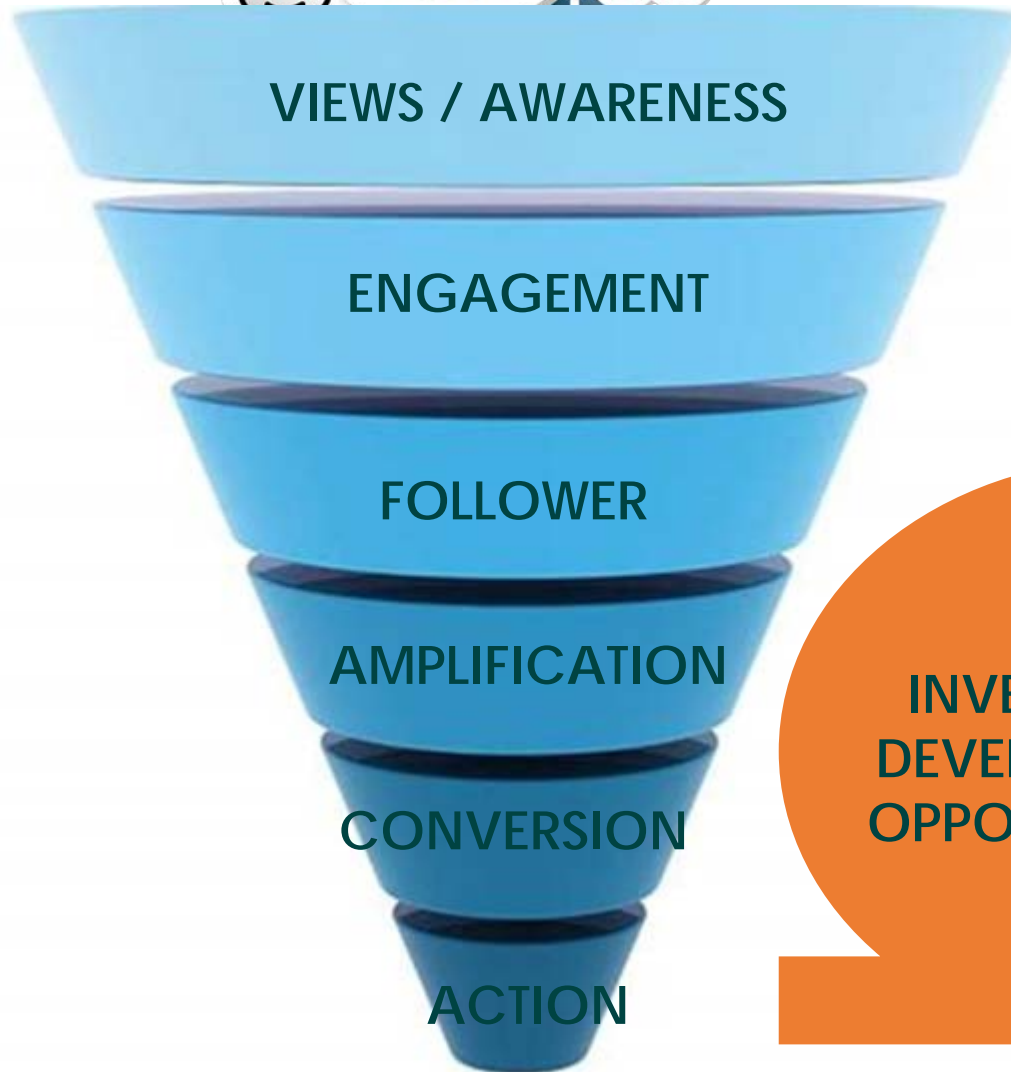 VIEWS / AWARENESS
ENGAGEMENT
FOLLOWER
AMPLIFICATION
CONVERSION
ACTION